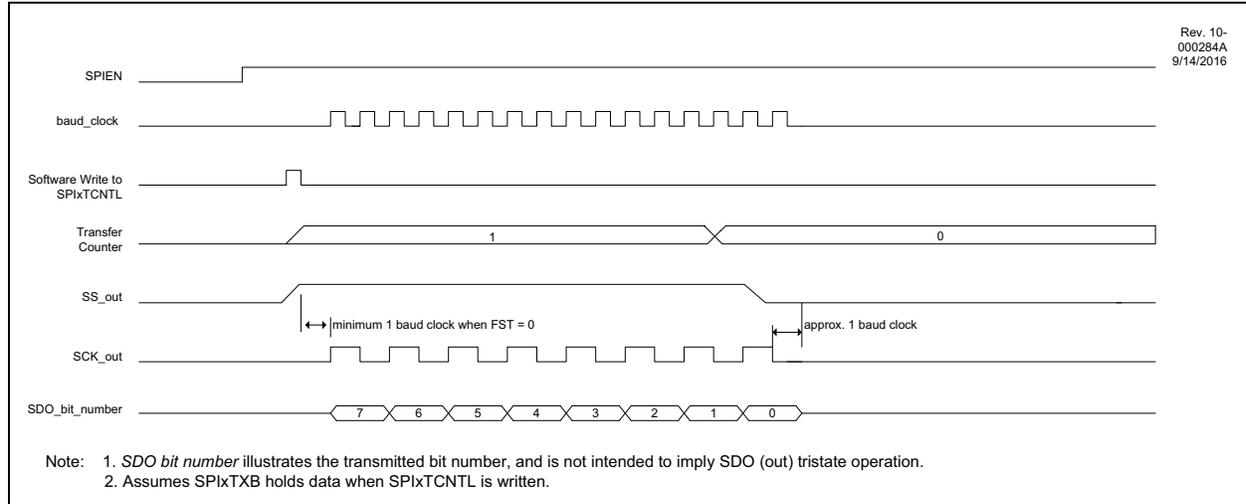 Rev. 10-
000284A
9/14/2016
SPIEN
baud_clock
Software Write to
SPIxTCNTL
Transfer
Counter
1
0
SS_out
minimum 1 baud clock when FST = 0
approx. 1 baud clock
SCK_out
SDO_bit_number
7 6 5 4 3 2 1 0
Note: 1. SDO bit number illustrates the transmitted bit number, and is not intended to imply SDO (out) tristate operation.
2. Assumes SPIxTXB holds data when SPIxTCNTL is written.